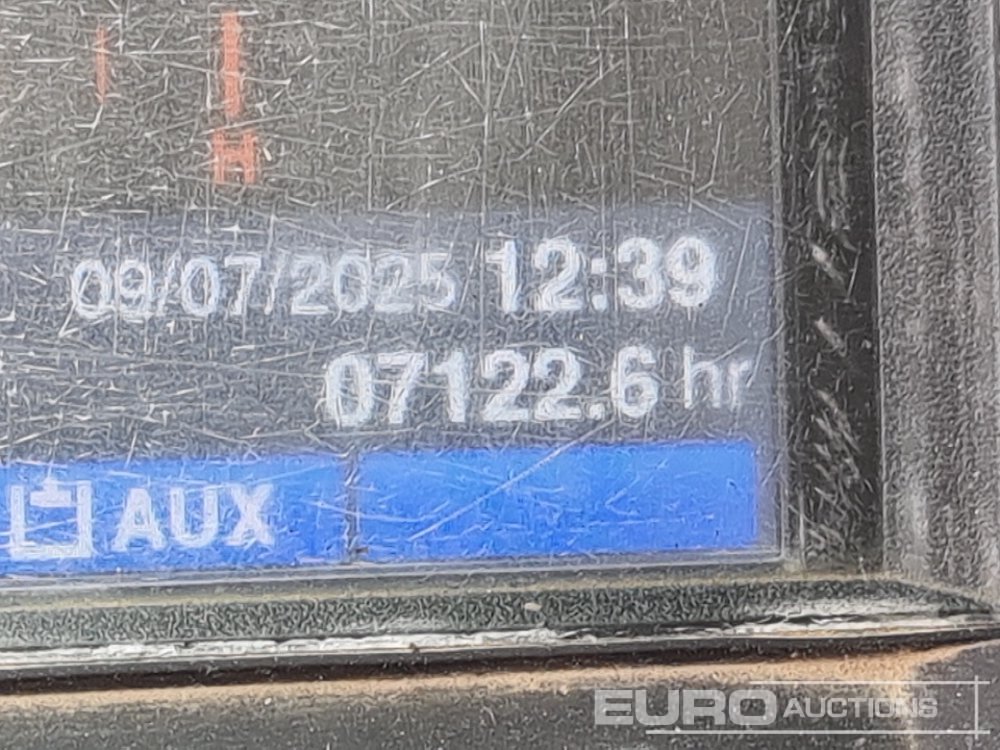 H
09/07/2025 12:39
07122.6 hr
AUX
EURO AUCTIONS